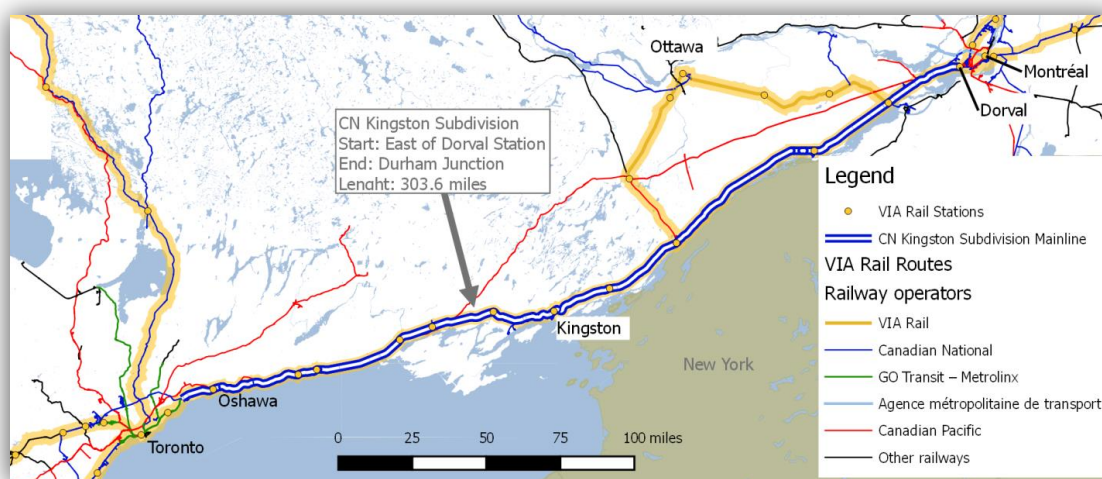 Ottawa
Montréal
Dorval
CN Kingston Subdivision
Start: East of Dorval Station
End: Durham Junction
Lenght: 303.6 miles
Kingston
New York
Oshawa
Toronto
0 25 50 75 100 miles
Legend
VIA Rail Stations
CN Kingston Subdivision Mainline
VIA Rail Routes
Railway operators
VIA Rail
Canadian National
GO Transit – Metrolinx
Agence métropolitaine de transport
Canadian Pacific
Other railways